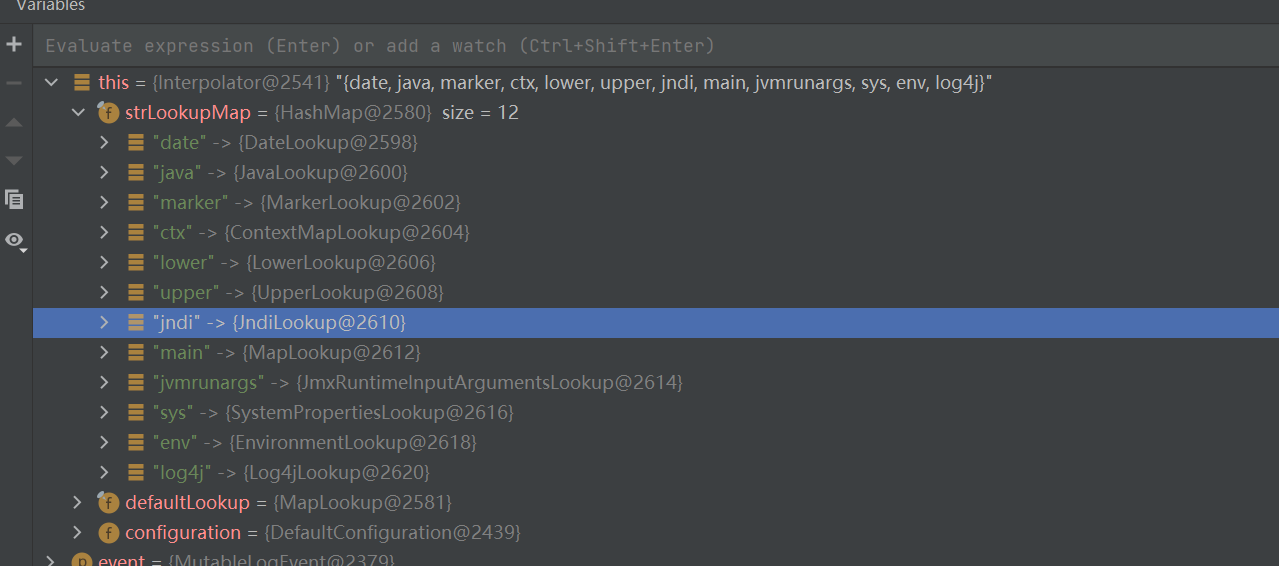 Variables
Evaluate expression (Enter) or add a watch (Ctrl+Shift+Enter)
this = {Interpolator@2541} "{date, java, marker, ctx, lower, upper, jndi, main, jvmrunargs, sys, env, log4j}"
f strLookupMap = {HashMap@2580} size = 12
"date" -> {DateLookup@2598}
"java" -> {JavaLookup@2600}
"marker" -> {MarkerLookup@2602}
"ctx" -> {ContextMapLookup@2604}
"lower" -> {LowerLookup@2606}
"upper" -> {UpperLookup@2608}
"jndi" -> {JndiLookup@2610}
"main" -> {MapLookup@2612}
"jvmrunargs" -> {JmxRuntimeInputArgumentsLookup@2614}
"sys" -> {SystemPropertiesLookup@2616}
"env" -> {EnvironmentLookup@2618}
"log4j" -> {Log4jLookup@2620}
f defaultLookup = {MapLookup@2581}
f configuration = {DefaultConfiguration@2439}
p event = {MutableLogEvent@2379}